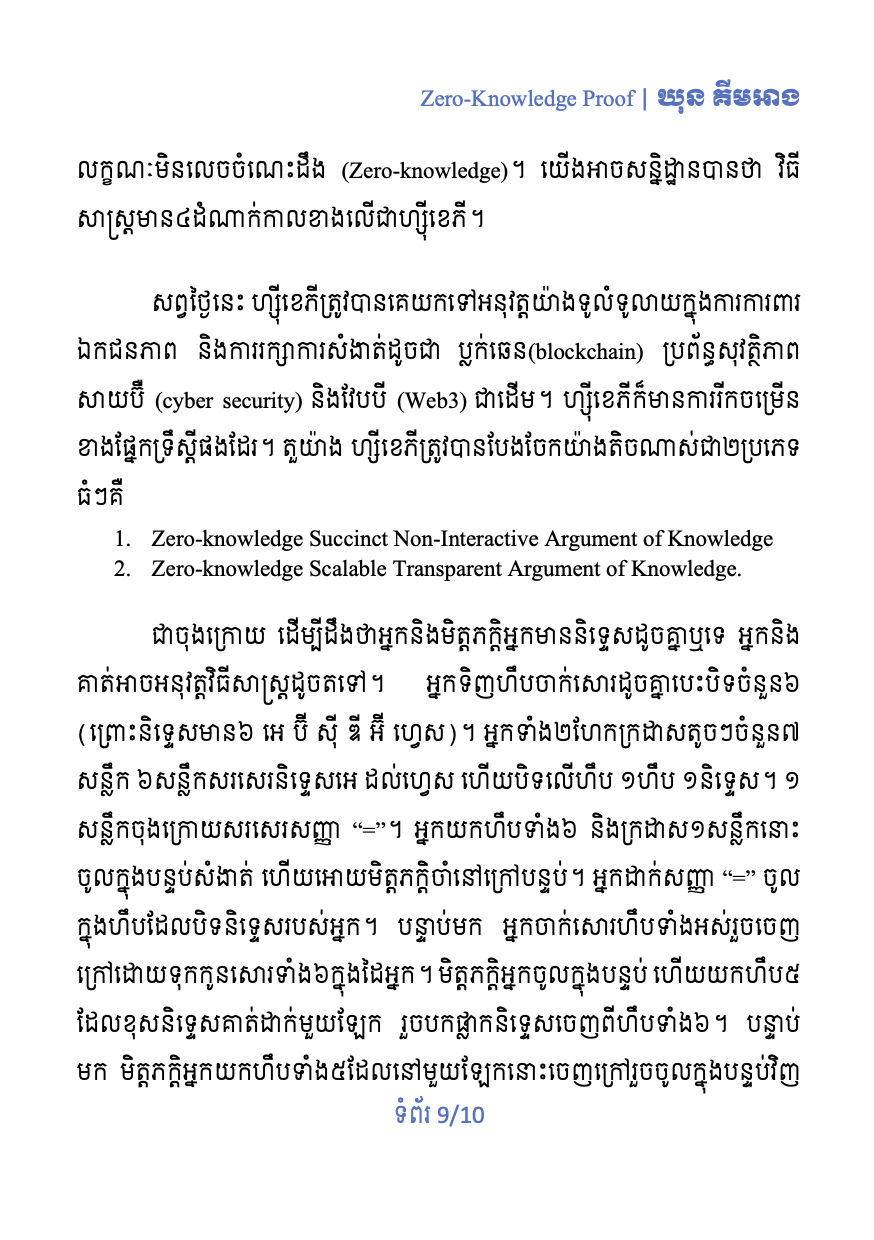 Zero-Knowledge Proof | ឃុន គីមអាង
លក្ខណៈមិនលេចចំណេះដឹង (Zero-knowledge)។ យើងអាចសន្និដ្ឋានបានថា វិធី
សាស្ត្រមាន៤ដំណាក់កាលខាងលើជាហ្ស៊ីខេភី។
សព្វថ្ងៃនេះ ហ្ស៊ីខេភីត្រូវបានគេយកទៅអនុវត្តយ៉ាងទូលំទូលាយក្នុងការការពារ
ឯកជនភាព និងការរក្សាការសំងាត់ដូចជា ប្លក់ឆេន(blockchain) ប្រព័ន្ធសុវត្ថិភាព
សាយប៊ឺ (cyber security) និងវែបបី (Web3) ជាដើម។ ហ្ស៊ីខេភីក៏មានការរីកចម្រើន
ខាងផ្នែកទ្រឹស្តីផងដែរ។ តួយ៉ាង ហ្សីខេភីត្រូវបានបែងចែកយ៉ាងតិចណាស់ជា២ប្រភេទ
ធំៗគឺ
1. Zero-knowledge Succinct Non-Interactive Argument of Knowledge
2. Zero-knowledge Scalable Transparent Argument of Knowledge.
ជាចុងក្រោយ ដើម្បីដឹងថាអ្នកនិងមិត្តភក្តិអ្នកមាននិទ្ទេសដូចគ្នាឬទេ អ្នកនិង
គាត់អាចអនុវត្តវិធីសាស្ត្រដូចតទៅ។ អ្នកទិញហឹបចាក់សោរដូចគ្នាបេះបិទចំនួន៦
(ព្រោះនិទ្ទេសមាន៦ អេ ប៊ី ស៊ី ឌី អ៊ី ហ្វេស)។ អ្នកទាំង២ហែកក្រដាសតូចៗចំនួន៧
សន្លឹក ៦សន្លឹកសរសេរនិទ្ទេសអេ ដល់ហ្វេស ហើយបិទលើហឹប ១ហឹប ១និទ្ទេស។ ១
សន្លឹកចុងក្រោយសរសេរសញ្ញា “=”។ អ្នកយកហឹបទាំង៦ និងក្រដាស១សន្លឹកនោះ
ចូលក្នុងបន្ទប់សំងាត់ ហើយអោយមិត្តភក្តិចាំនៅក្រៅបន្ទប់។ អ្នកដាក់សញ្ញា “=” ចូល
ក្នុងហឹបដែលបិទនិទ្ទេសរបស់អ្នក។ បន្ទាប់មក អ្នកចាក់សោរហឹបទាំងអស់រួចចេញ
ក្រៅដោយទុកកូនសោរទាំង៦ក្នុងដៃអ្នក។ មិត្តភក្តិអ្នកចូលក្នុងបន្ទប់ ហើយយកហឹប៥
ដែលខុសនិទ្ទេសគាត់ដាក់មួយឡែក រួចបកផ្លាកនិទ្ទេសចេញពីហឹបទាំង៦។ បន្ទាប់
មក មិត្តភក្តិអ្នកយកហឹបទាំង៥ដែលនៅមួយឡែកនោះចេញក្រៅរួចចូលក្នុងបន្ទប់វិញ
ទំព័រ 9/10